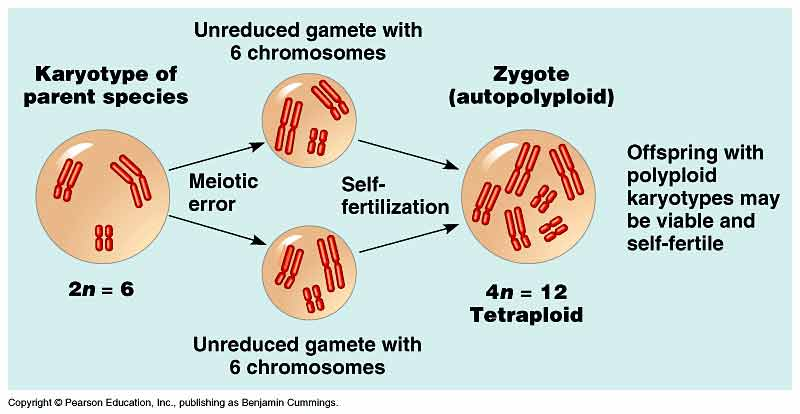 Unreduced gamete with
6 chromosomes
Karyotype of
parent species
Zygote
(autopolyploid)
Meiotic
error
Self-
fertilization
Offspring with
polyploid
karyotypes may
be viable and
self-fertile
2n = 6
4n = 12
Tetraploid
Unreduced gamete with
6 chromosomes
Copyright © Pearson Education, Inc., publishing as Benjamin Cummings.